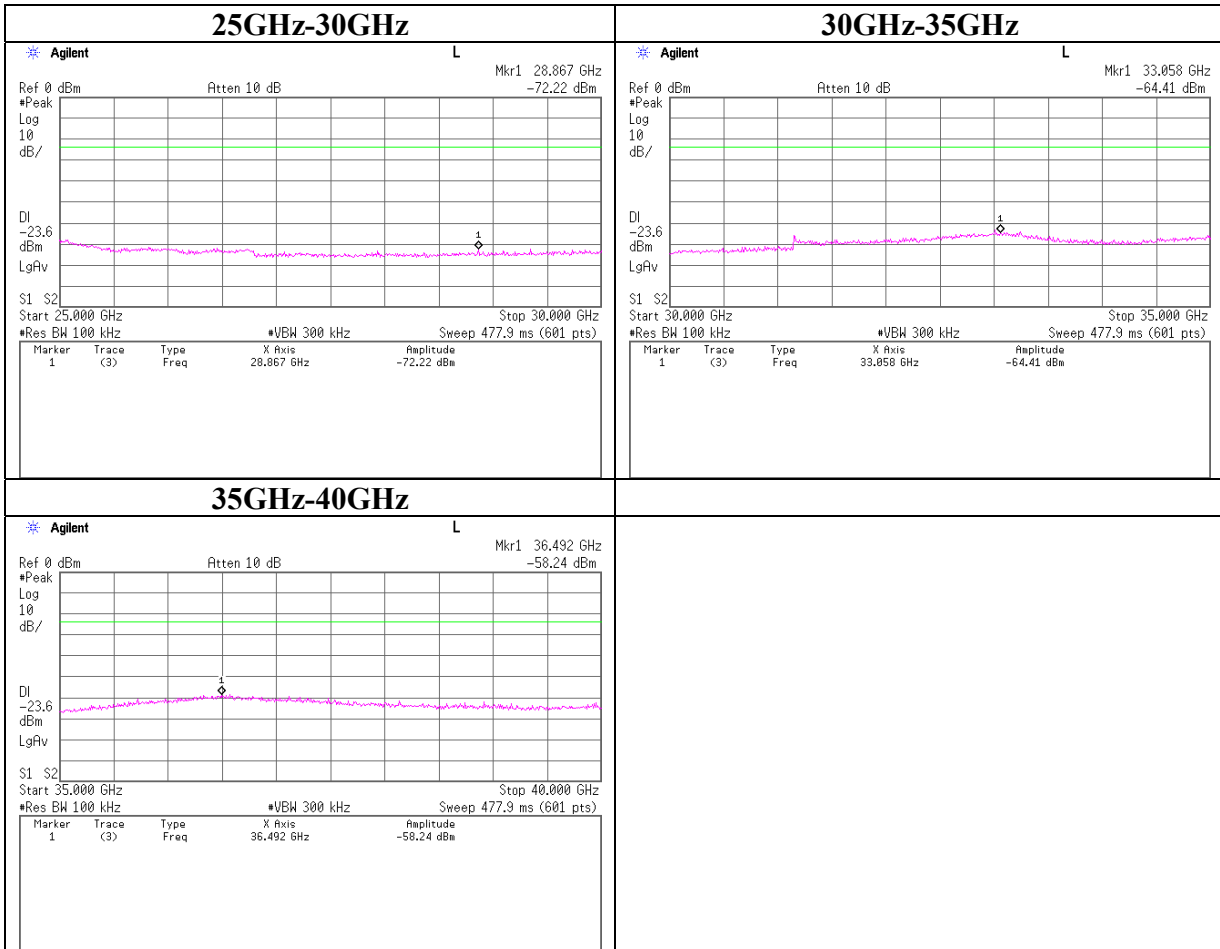 25GHz-30GHz
Agilent L
Mkr1 28.867 GHz
Ref 0 dBm Atten 10 dB -72.22 dBm
#Peak
Log
10
dB/
1
DI
-23.6
dBm
LgAv
S1 S2
Start 25.000 GHz Stop 30.000 GHz
#Res BW 100 kHz #VBW 300 kHz Sweep 477.9 ms (601 pts)
Marker Trace Type X Axis Amplitude
1 (3) Freq 28.867 GHz -72.22 dBm
30GHz-35GHz
Agilent L
Mkr1 33.058 GHz
Ref 0 dBm Atten 10 dB -64.41 dBm
#Peak
Log
10
dB/
1
DI
-23.6
dBm
LgAv
S1 S2
Start 30.000 GHz Stop 35.000 GHz
#Res BW 100 kHz #VBW 300 kHz Sweep 477.9 ms (601 pts)
Marker Trace Type X Axis Amplitude
1 (3) Freq 33.058 GHz -64.41 dBm
35GHz-40GHz
Agilent L
Mkr1 36.492 GHz
Ref 0 dBm Atten 10 dB -58.24 dBm
#Peak
Log
10
dB/
1
DI
-23.6
dBm
LgAv
S1 S2
Start 35.000 GHz Stop 40.000 GHz
#Res BW 100 kHz #VBW 300 kHz Sweep 477.9 ms (601 pts)
Marker Trace Type X Axis Amplitude
1 (3) Freq 36.492 GHz -58.24 dBm